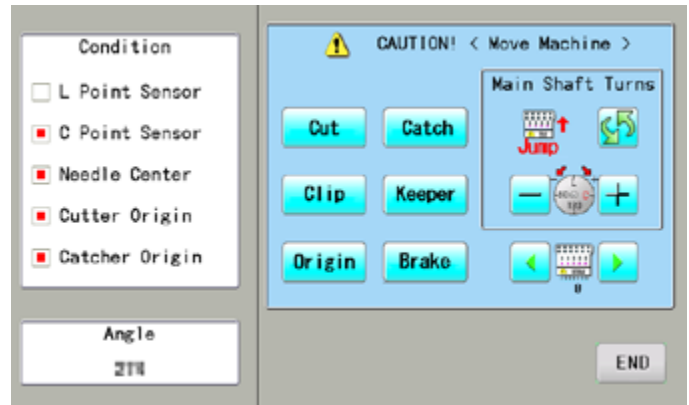 Condition
L Point Sensor
C Point Sensor
Needle Center
Cutter Origin
Catcher Origin
Angle
CAUTION! < Move Machine >
Main Shaft Turns
Cut
Catch
Jump
Clip
Keeper
Origin
Brake
END